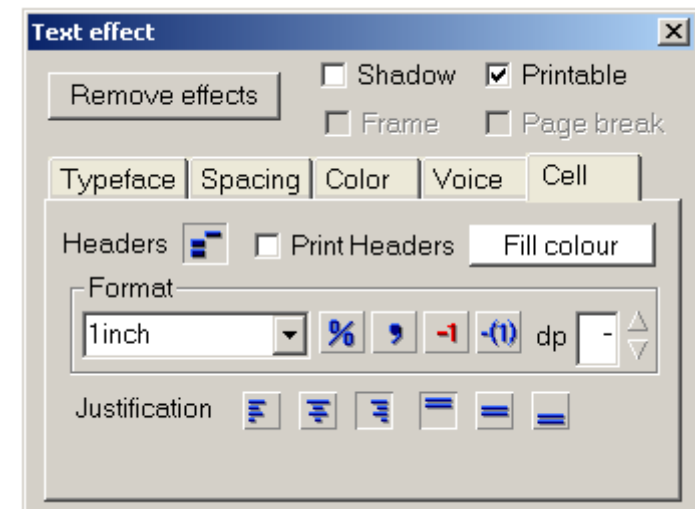 Text effect
Remove effects
Shadow Printable
Frame Page break
Typeface Spacing Color Voice Cell
Headers Print Headers Fill colour
Format
1inch % , -1 -(1) dp -
Justification